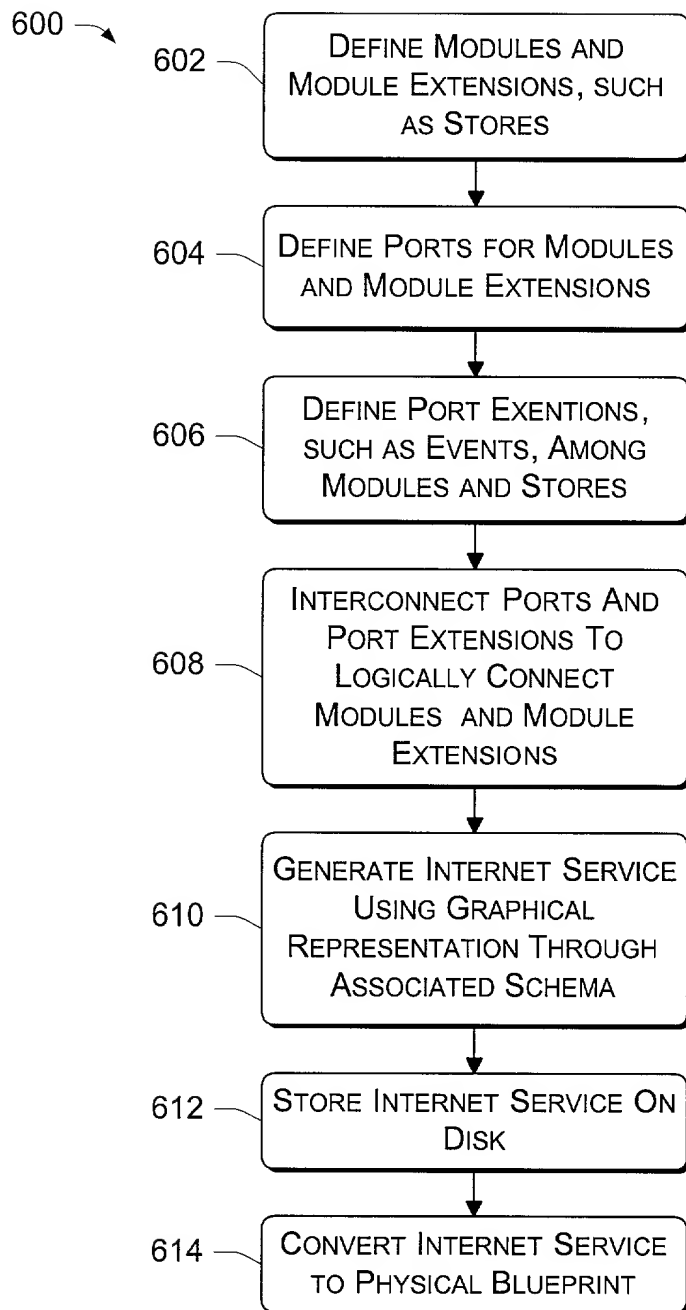 600
602
DEFINE MODULES AND
MODULE EXTENSIONS, SUCH
AS STORES
604
DEFINE PORTS FOR MODULES
AND MODULE EXTENSIONS
606
DEFINE PORT EXENTIONS,
SUCH AS EVENTS, AMONG
MODULES AND STORES
608
INTERCONNECT PORTS AND
PORT EXTENSIONS TO
LOGICALLY CONNECT
MODULES AND MODULE
EXTENSIONS
610
GENERATE INTERNET SERVICE
USING GRAPHICAL
REPRESENTATION THROUGH
ASSOCIATED SCHEMA
612
STORE INTERNET SERVICE ON
DISK
614
CONVERT INTERNET SERVICE
TO PHYSICAL BLUEPRINT